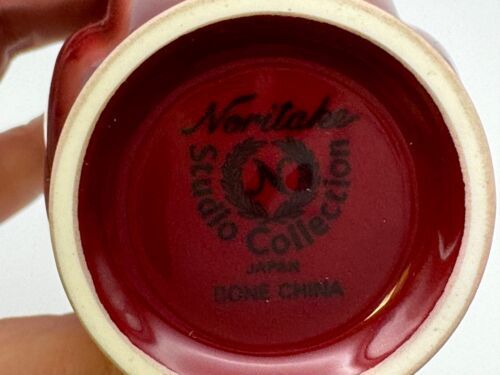 Noritake
Studio Collection
N
JAPAN
BONE CHINA